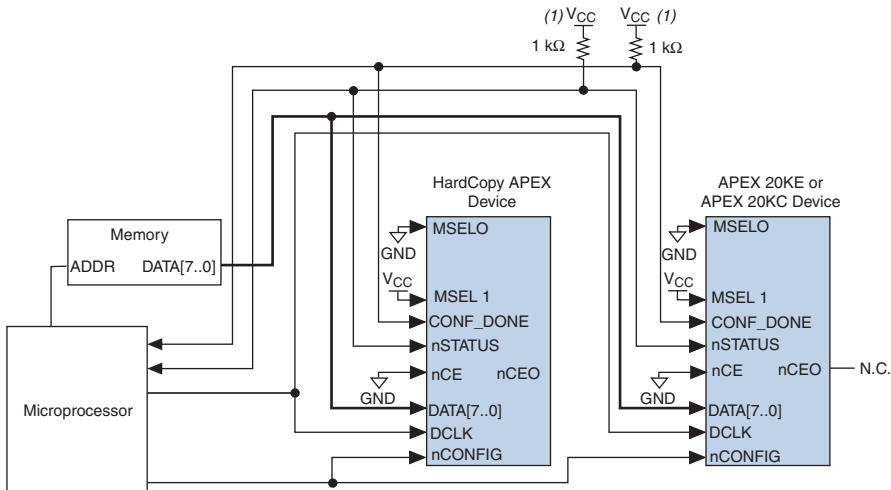 (1) VCC VCC (1)
1 kΩ 1 kΩ
HardCopy APEX
Device
APEX 20KE or
APEX 20KC Device
Memory
ADDR DATA[7..0]
Microprocessor
MSELO
GND
VCC
MSEL 1
CONF_DONE
nSTATUS
nCE nCEO
GND
DATA[7..0]
DCLK
nCONFIG
MSELO
GND
VCC
MSEL 1
CONF_DONE
nSTATUS
nCE nCEO N.C.
GND
DATA[7..0]
DCLK
nCONFIG